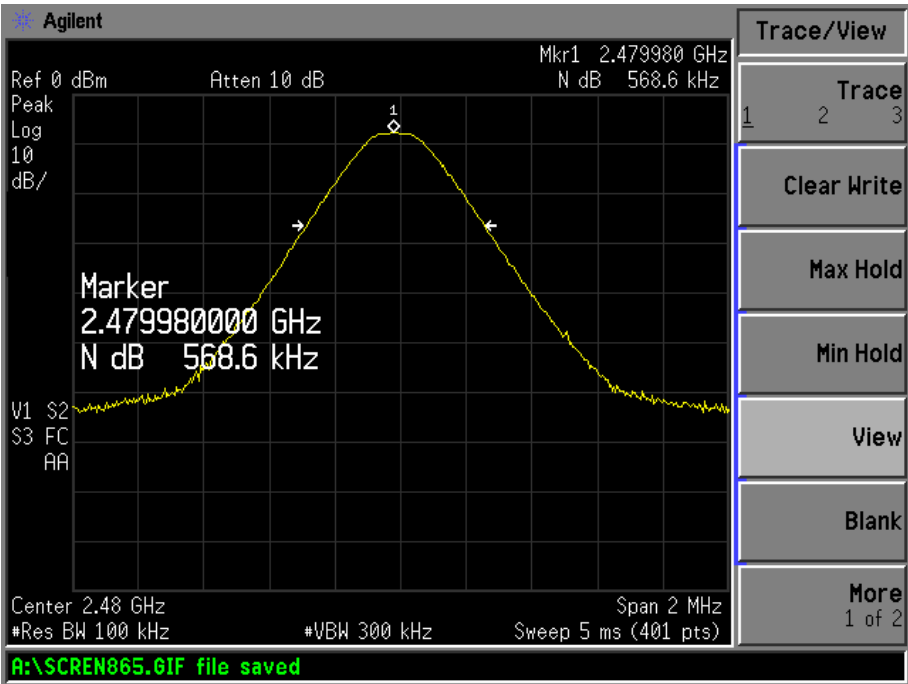 Agilent
Trace/View
Mkr1 2.479980 GHz
Ref 0 dBm Atten 10 dB N dB 568.6 kHz
Peak
Log
10
dB/
1
Marker
2.479980000 GHz
N dB 568.6 kHz
V1 S2
S3 FC
AA
Center 2.48 GHz Span 2 MHz
#Res BW 100 kHz #VBW 300 kHz Sweep 5 ms (401 pts)
A:\SCREN865.GIF file saved
Trace
1 2 3
Clear Write
Max Hold
Min Hold
View
Blank
More
1 of 2